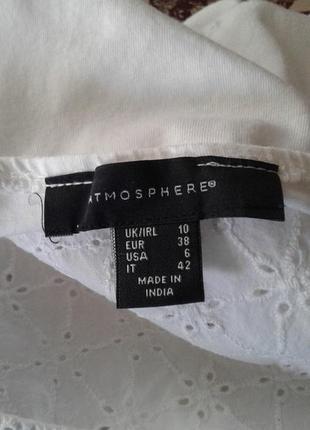 ATMOSPHERE®
UK/IRL 10
EUR 38
USA 6
IT 42
MADE IN
INDIA